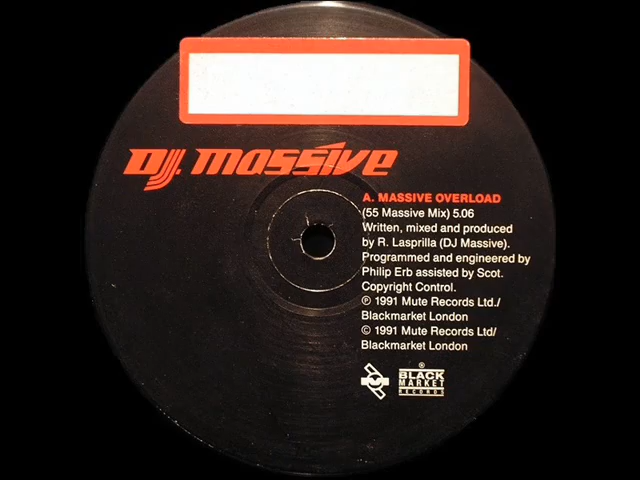 DJ. MASSIVE
A. MASSIVE OVERLOAD
(55 Massive Mix) 5.06
Written, mixed and produced
by R. Lasprilla (DJ Massive).
Programmed and engineered by
Philip Erb assisted by Scot.
Copyright Control.
℗ 1991 Mute Records Ltd./
Blackmarket London
© 1991 Mute Records Ltd/
Blackmarket London
®
BLACK
MARKET
RECORDS